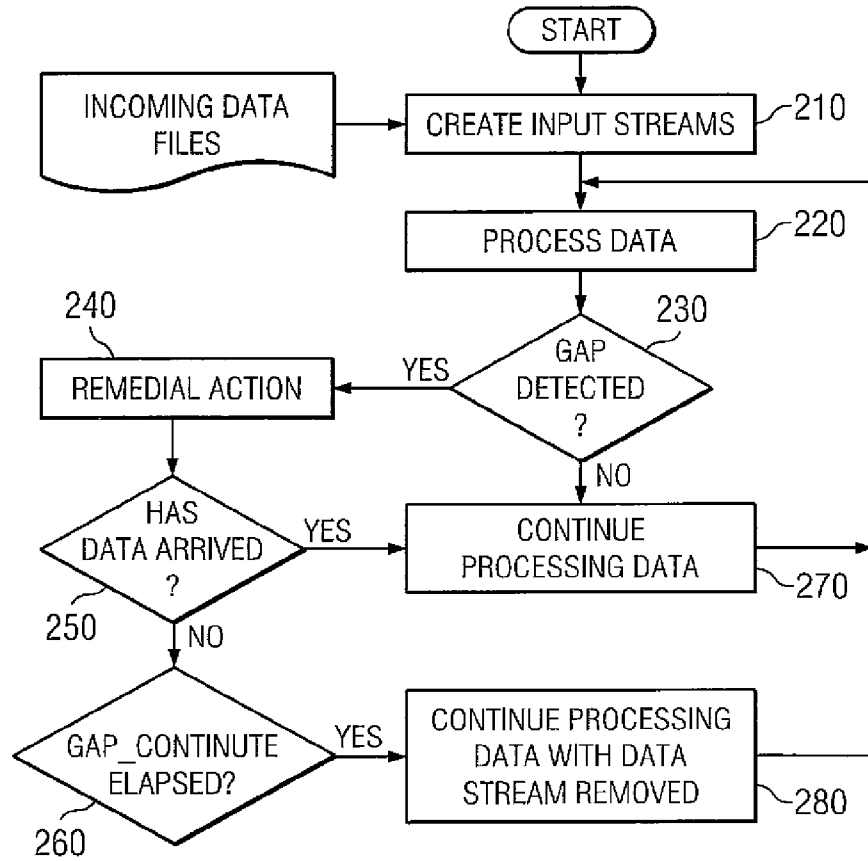 START
INCOMING DATA
FILES
CREATE INPUT STREAMS
210
PROCESS DATA
220
230
GAP
DETECTED
?
YES
NO
240
REMEDIAL ACTION
HAS
DATA ARRIVED
?
250
YES
NO
CONTINUE
PROCESSING DATA
270
GAP_CONTINUTE
ELAPSED?
260
YES
CONTINUE PROCESSING
DATA WITH DATA
STREAM REMOVED
280